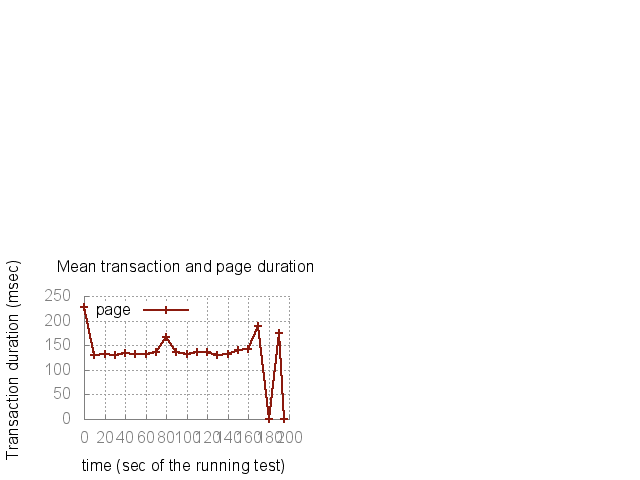 Mean transaction and page duration
Transaction duration (msec)
250
200
150
100
50
0
page
0 20 40 60 80 100 120 140 160 180 200
time (sec of the running test)